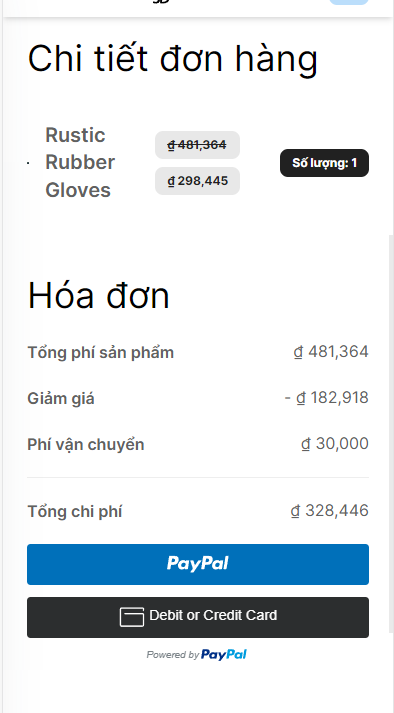 Chi tiết đơn hàng
Rustic
Rubber
Gloves
₫ 481,364
₫ 298,445
Số lượng: 1
Hóa đơn
Tổng phí sản phẩm ₫ 481,364
Giảm giá - ₫ 182,918
Phí vận chuyển ₫ 30,000
Tổng chi phí ₫ 328,446
PayPal
Debit or Credit Card
Powered by PayPal